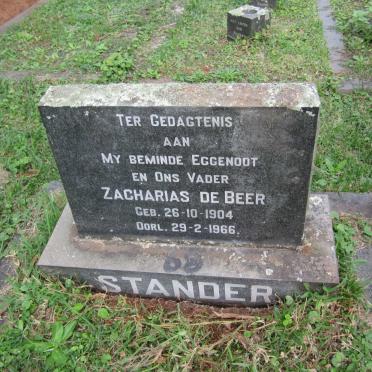 TER GEDAGTENIS
AAN
MY BEMINDE EGGENOOT
EN ONS VADER
ZACHARIAS DE BEER
GEB. 26-10-1904
OORL. 29-2-1966.
STANDER